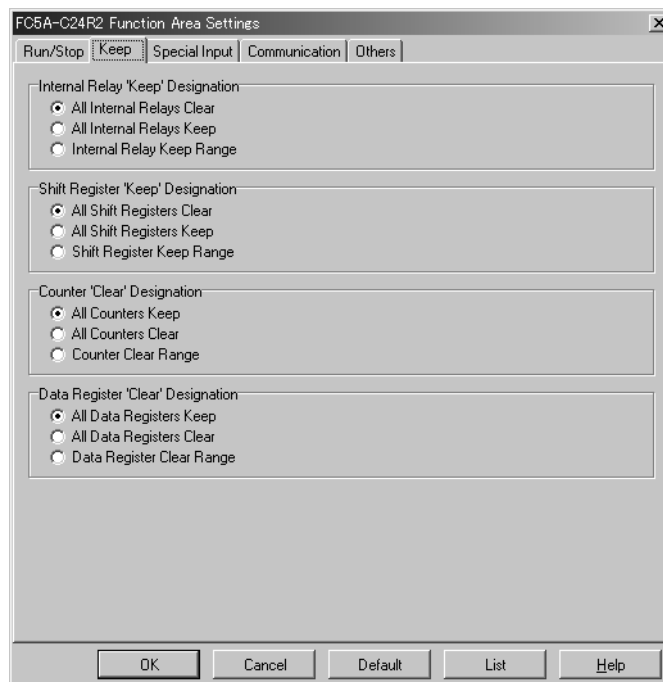 FC5A-C24R2 Function Area Settings
Run/Stop Keep Special Input Communication Others
Internal Relay 'Keep' Designation
All Internal Relays Clear
All Internal Relays Keep
Internal Relay Keep Range
Shift Register 'Keep' Designation
All Shift Registers Clear
All Shift Registers Keep
Shift Register Keep Range
Counter 'Clear' Designation
All Counters Keep
All Counters Clear
Counter Clear Range
Data Register 'Clear' Designation
All Data Registers Keep
All Data Registers Clear
Data Register Clear Range
OK Cancel Default List Help